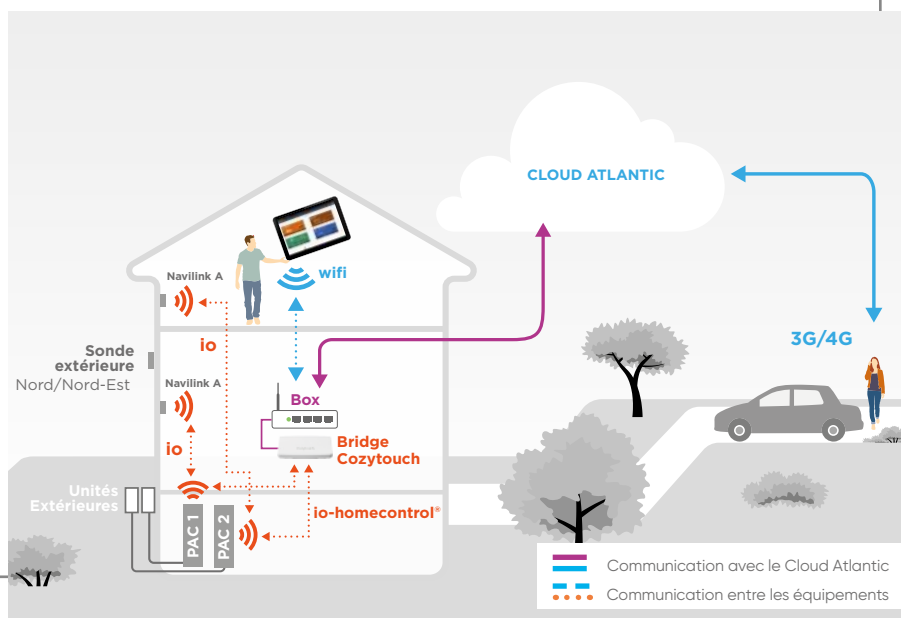 CLOUD ATLANTIC
Navilink A
wifi
io
3G/4G
Sonde
extérieure
Nord/Nord-Est
Navilink A
Box
io
Bridge
Cozytouch
Unités
Extérieures
io-homecontrol®
PAC 1
PAC 2
Communication avec le Cloud Atlantic
Communication entre les équipements